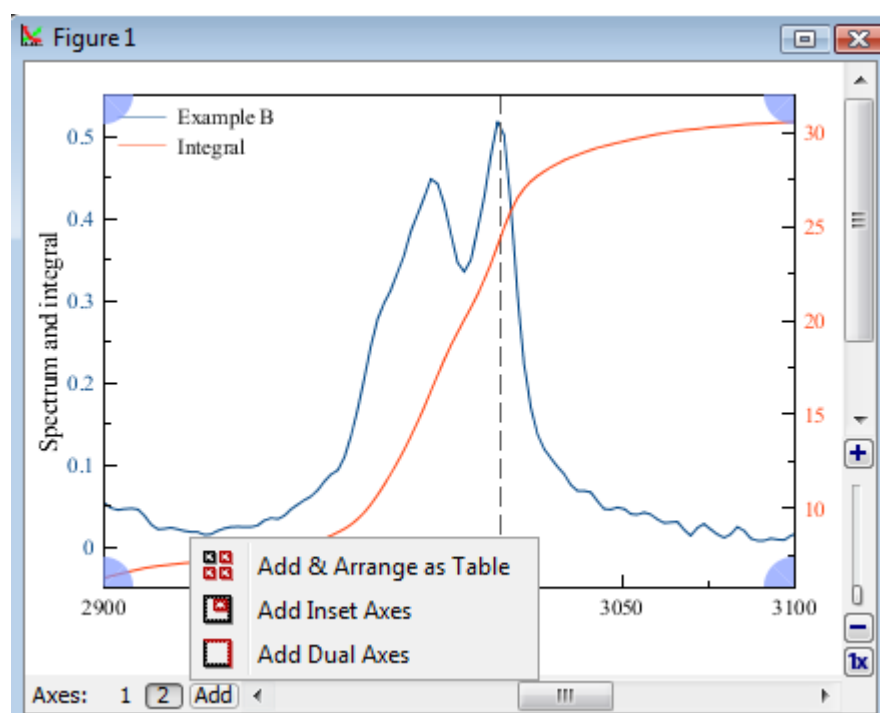 Figure 1
Example B
Integral
0.5
0.4
0.3
0.2
0.1
0
Spectrum and integral
30
25
20
15
10
2900
3050
3100
Add & Arrange as Table
Add Inset Axes
Add Dual Axes
Axes: 1 2 Add
1x